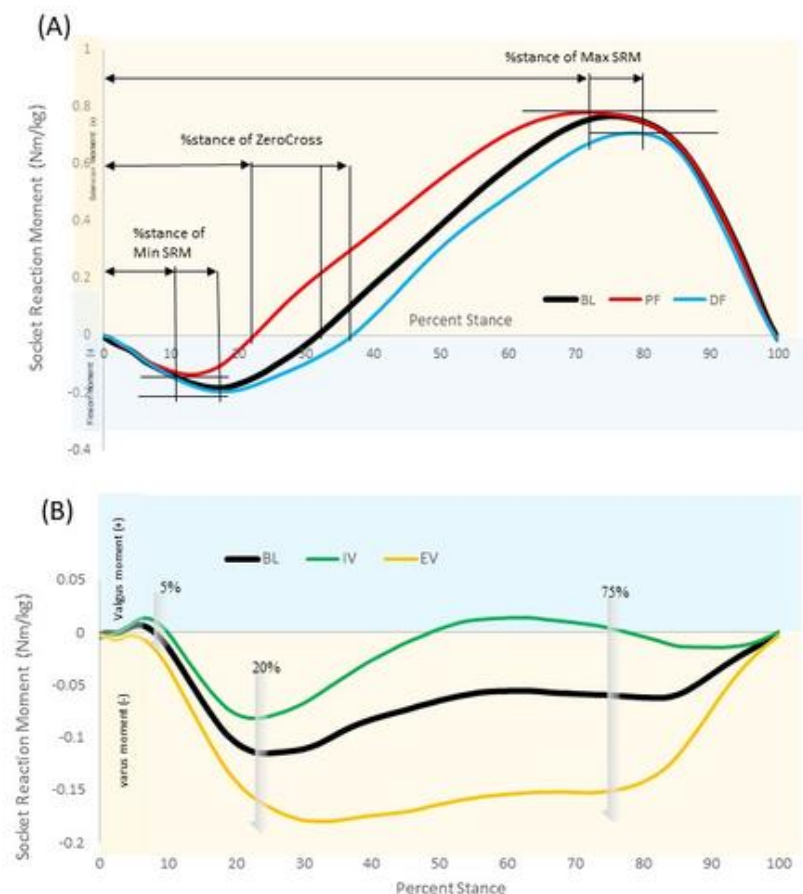 (A)
1
%stance of Max SRM
0.8
%stance of ZeroCross
0.6
0.4
%stance of
Min SRM
0.2
BL PF DF
Percent Stance
0
0 10 20 30 40 50 60 70 80 90 100
-0.2
-0.4
Socket Reaction Moment (Nm/kg)
Extension Moment (+)
Flexion Moment (-)
(B)
BL IV EV
0.05
5%
75%
0
20%
-0.05
-0.1
-0.15
-0.2
0 10 20 30 40 50 60 70 80 90 100
Percent Stance
Socket Reaction Moment (Nm/kg)
Valgus moment (+)
varus moment (-)